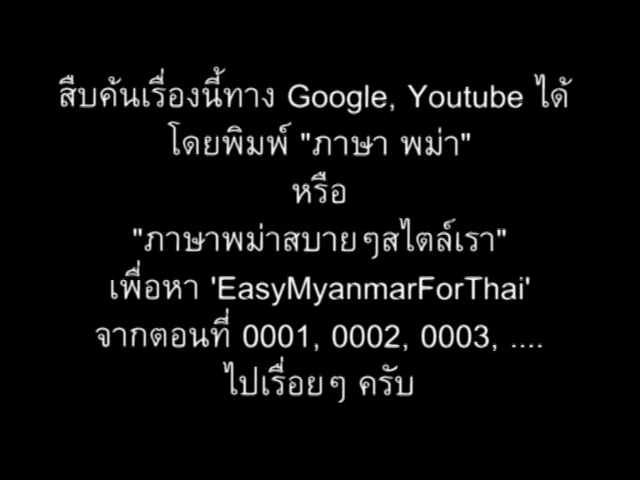 สืบค้นเรื่องนี้ทาง Google, Youtube ได้
โดยพิมพ์ "ภาษา พม่า"
หรือ
"ภาษาพม่าสบายๆสไตล์เรา"
เพื่อหา 'EasyMyanmarForThai'
จากตอนที่ 0001, 0002, 0003, ....
ไปเรื่อยๆ ครับ